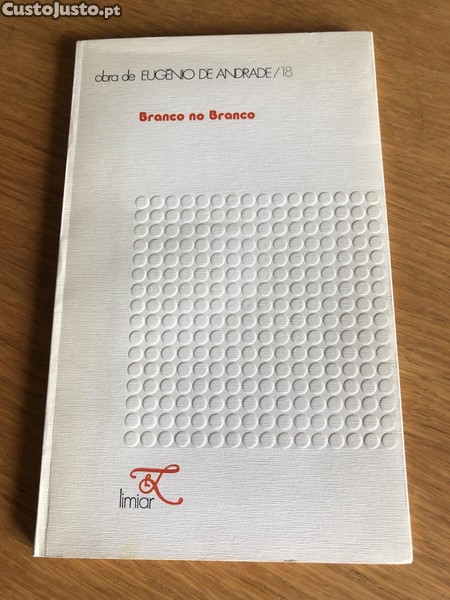 CustoJusto.pt
obra de EUGÉNIO DE ANDRADE/18
Branco no Branco
limiar